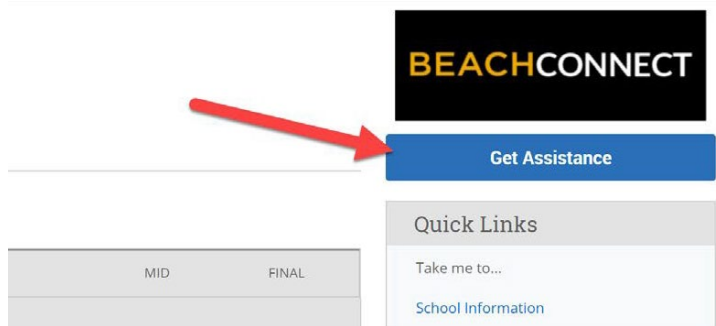 BEACHCONNECT
Get Assistance
Quick Links
MID FINAL
Take me to...
School Information